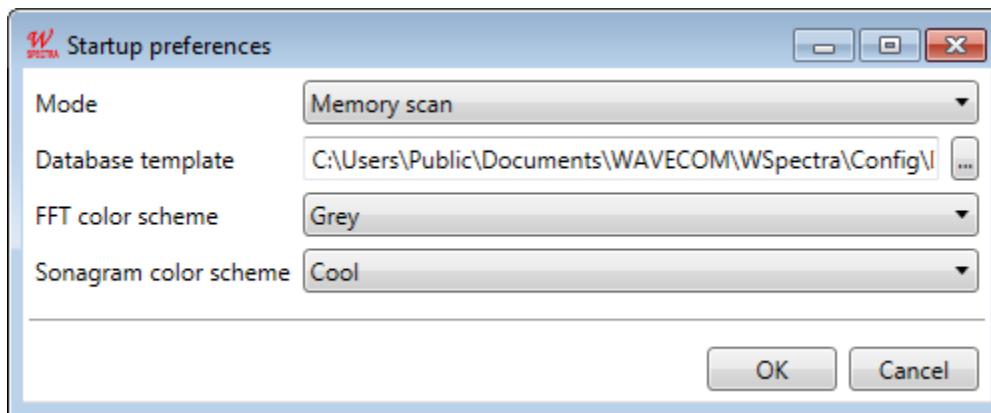 W SPECTRA Startup preferences
Mode Memory scan
Database template C:\Users\Public\Documents\WAVECOM\WSpectra\Config\ ...
FFT color scheme Grey
Sonagram color scheme Cool
OK Cancel